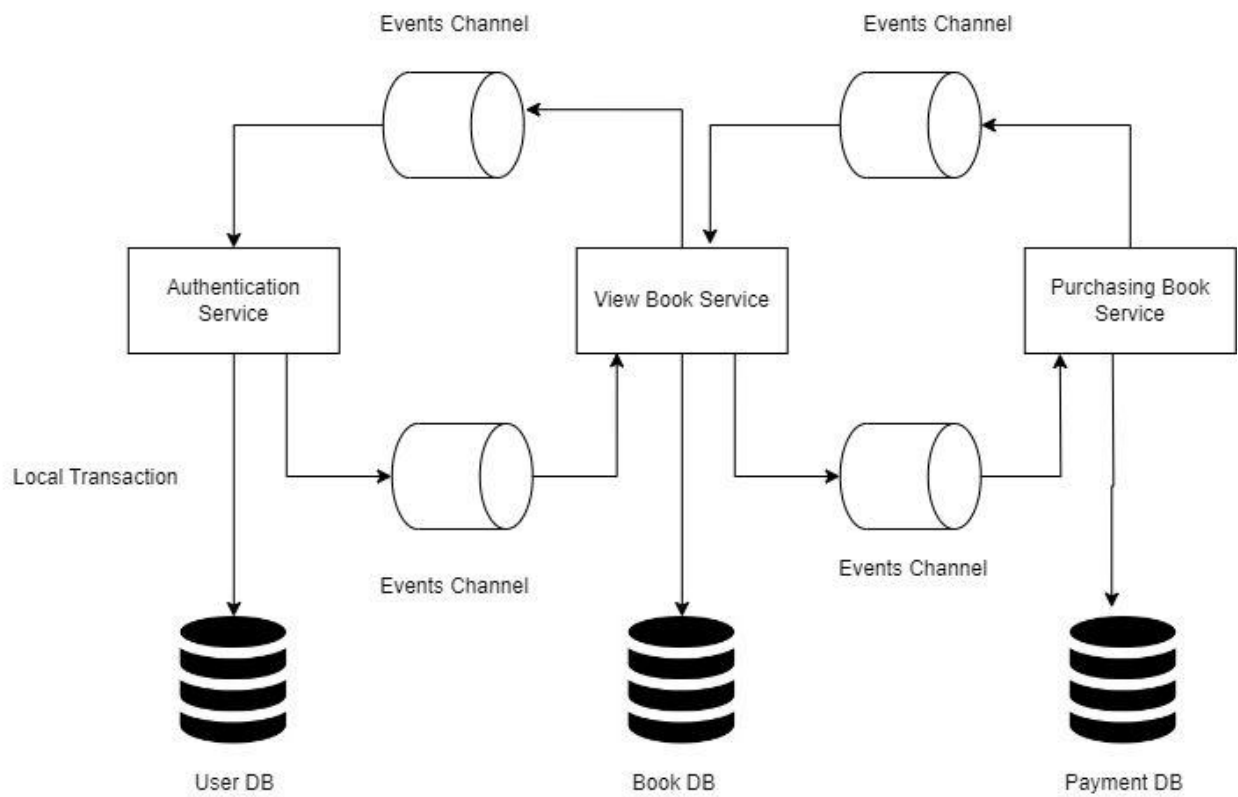 Events Channel
Events Channel
Authentication
Service
View Book Service
Purchasing Book
Service
Local Transaction
Events Channel
Events Channel
User DB
Book DB
Payment DB